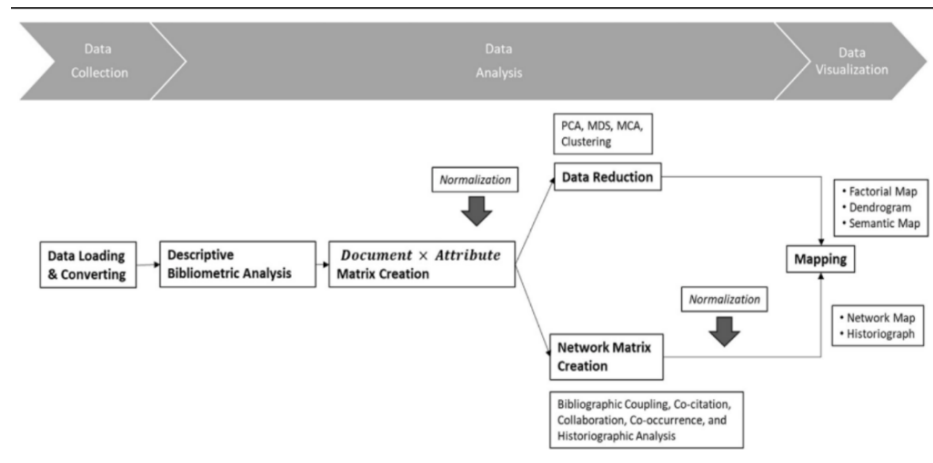 Data
Collection
Data
Analysis
Data
Visualization
PCA, MDS, MCA,
Clustering
Normalization
Data Reduction
• Factorial Map
• Dendrogram
• Semantic Map
Data Loading
& Converting
Descriptive
Bibliometric Analysis
Document × Attribute
Matrix Creation
Mapping
Normalization
• Network Map
• Historiograph
Network Matrix
Creation
Bibliographic Coupling, Co-citation,
Collaboration, Co-occurrence, and
Historiographic Analysis